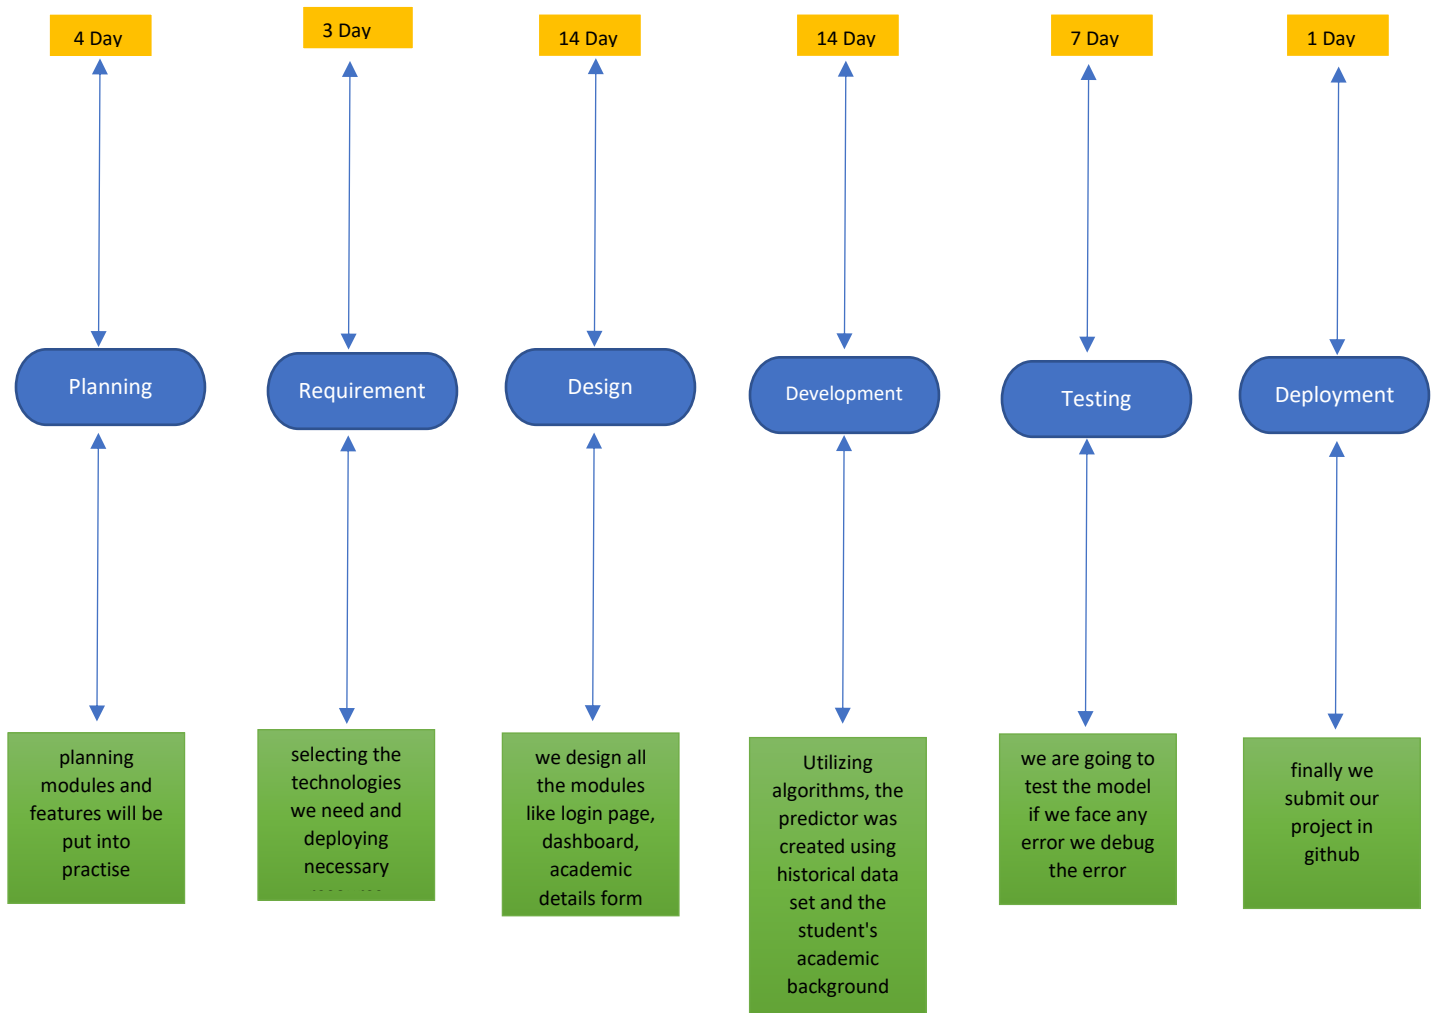 4 Day
3 Day
14 Day
14 Day
7 Day
1 Day
Planning
Requirement
Design
Development
Testing
Deployment
planning
modules and
features will be
put into
practise
selecting the
technologies
we need and
deploying
necessary
we design all
the modules
like login page,
dashboard,
academic
details form
Utilizing
algorithms, the
predictor was
created using
historical data
set and the
student's
academic
background
we are going to
test the model
if we face any
error we debug
the error
finally we
submit our
project in
github